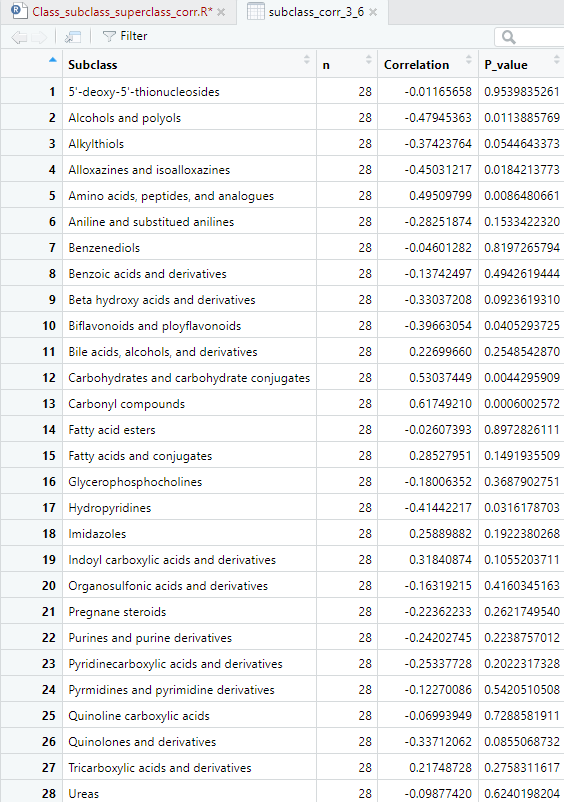 Class_subclass_superclass_corr.R* subclass_corr_3_6
Filter
Subclass n Correlation P_value
1 5'-deoxy-5'-thionucleosides 28 -0.01165658 0.9539835261
2 Alcohols and polyols 28 -0.47945363 0.0113885769
3 Alkylthiols 28 -0.37423764 0.0544643373
4 Alloxazines and isoalloxazines 28 -0.45031217 0.0184213773
5 Amino acids, peptides, and analogues 28 0.49509799 0.0086480661
6 Aniline and substitued anilines 28 -0.28251874 0.1533422320
7 Benzenediols 28 -0.04601282 0.8197265794
8 Benzoic acids and derivatives 28 -0.13742497 0.4942619444
9 Beta hydroxy acids and derivatives 28 -0.33037208 0.0923619310
10 Biflavonoids and ployflavonoids 28 -0.39663054 0.0405293725
11 Bile acids, alcohols, and derivatives 28 0.22699660 0.2548542870
12 Carbohydrates and carbohydrate conjugates 28 0.53037449 0.0044295909
13 Carbonyl compounds 28 0.61749210 0.0006002572
14 Fatty acid esters 28 -0.02607393 0.8972826111
15 Fatty acids and conjugates 28 0.28527951 0.1491935509
16 Glycerophosphocholines 28 -0.18006352 0.3687902751
17 Hydropyridines 28 -0.41442217 0.0316178703
18 Imidazoles 28 0.25889882 0.1922380268
19 Indoyl carboxylic acids and derivatives 28 0.31840874 0.1055203711
20 Organosulfonic acids and derivatives 28 -0.16319215 0.4160345163
21 Pregnane steroids 28 -0.22362233 0.2621749540
22 Purines and purine derivatives 28 -0.24202745 0.2238757012
23 Pyridinecarboxylic acids and derivatives 28 -0.25337728 0.2022317328
24 Pyrmidines and pyrimidine derivatives 28 -0.12270086 0.5420510508
25 Quinoline carboxylic acids 28 -0.06993949 0.7288581911
26 Quinolones and derivatives 28 -0.33712062 0.0855068732
27 Tricarboxylic acids and derivatives 28 0.21748728 0.2758311617
28 Ureas 28 -0.09877420 0.6240198204